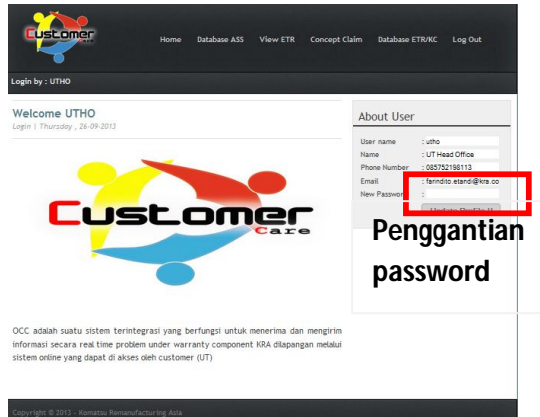 Customer
Care
Home Database ASS View ETR Concept Claim Database ETR/KC Log Out
Login by : UTHO
Welcome UTHO
Login | Thursday , 26-09-2013
Customer
Care
OCC adalah suatu sistem terintegrasi yang berfungsi untuk menerima dan mengirim
informasi secara real time problem under warranty component KRA dilapangan melalui
sistem online yang dapat di akses oleh customer (UT)
About User
User name : utho
Name : UT Head Office
Phone Number : 085752198113
Email : fanndito.etandi@kra.co
New Password :
Update Profile
Penggantian
password
Copyright © 2013 - Komatsu Remanufacturing Asia